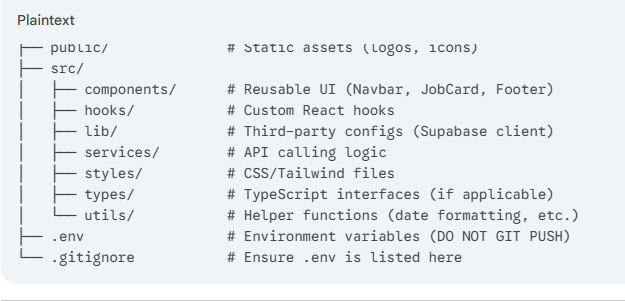 Plaintext
├── public/              # Static assets (logos, icons)
├── src/
│   ├── components/      # Reusable UI (Navbar, JobCard, Footer)
│   ├── hooks/           # Custom React hooks
│   ├── lib/             # Third-party configs (Supabase client)
│   ├── services/        # API calling logic
│   ├── styles/          # CSS/Tailwind files
│   ├── types/           # TypeScript interfaces (if applicable)
│   └── utils/           # Helper functions (date formatting, etc.)
├── .env                 # Environment variables (DO NOT GIT PUSH)
└── .gitignore           # Ensure .env is listed here